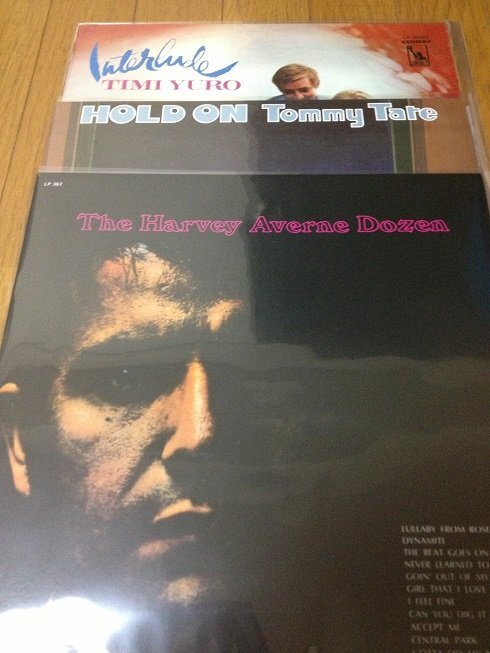 Interlude
TIMI YURO
HOLD ON Tommy Tate
LP 367
The Harvey Averne Dozen
LULLABY FROM ROSE
DYNAMITE
THE BEAT GOES ON
NEVER LEARNED TO
GOIN' OUT OF MY
GIRL THAT I LOVE
I FEEL FINE
CAN YOU DIG IT
ACCEPT ME
CENTRAL PARK